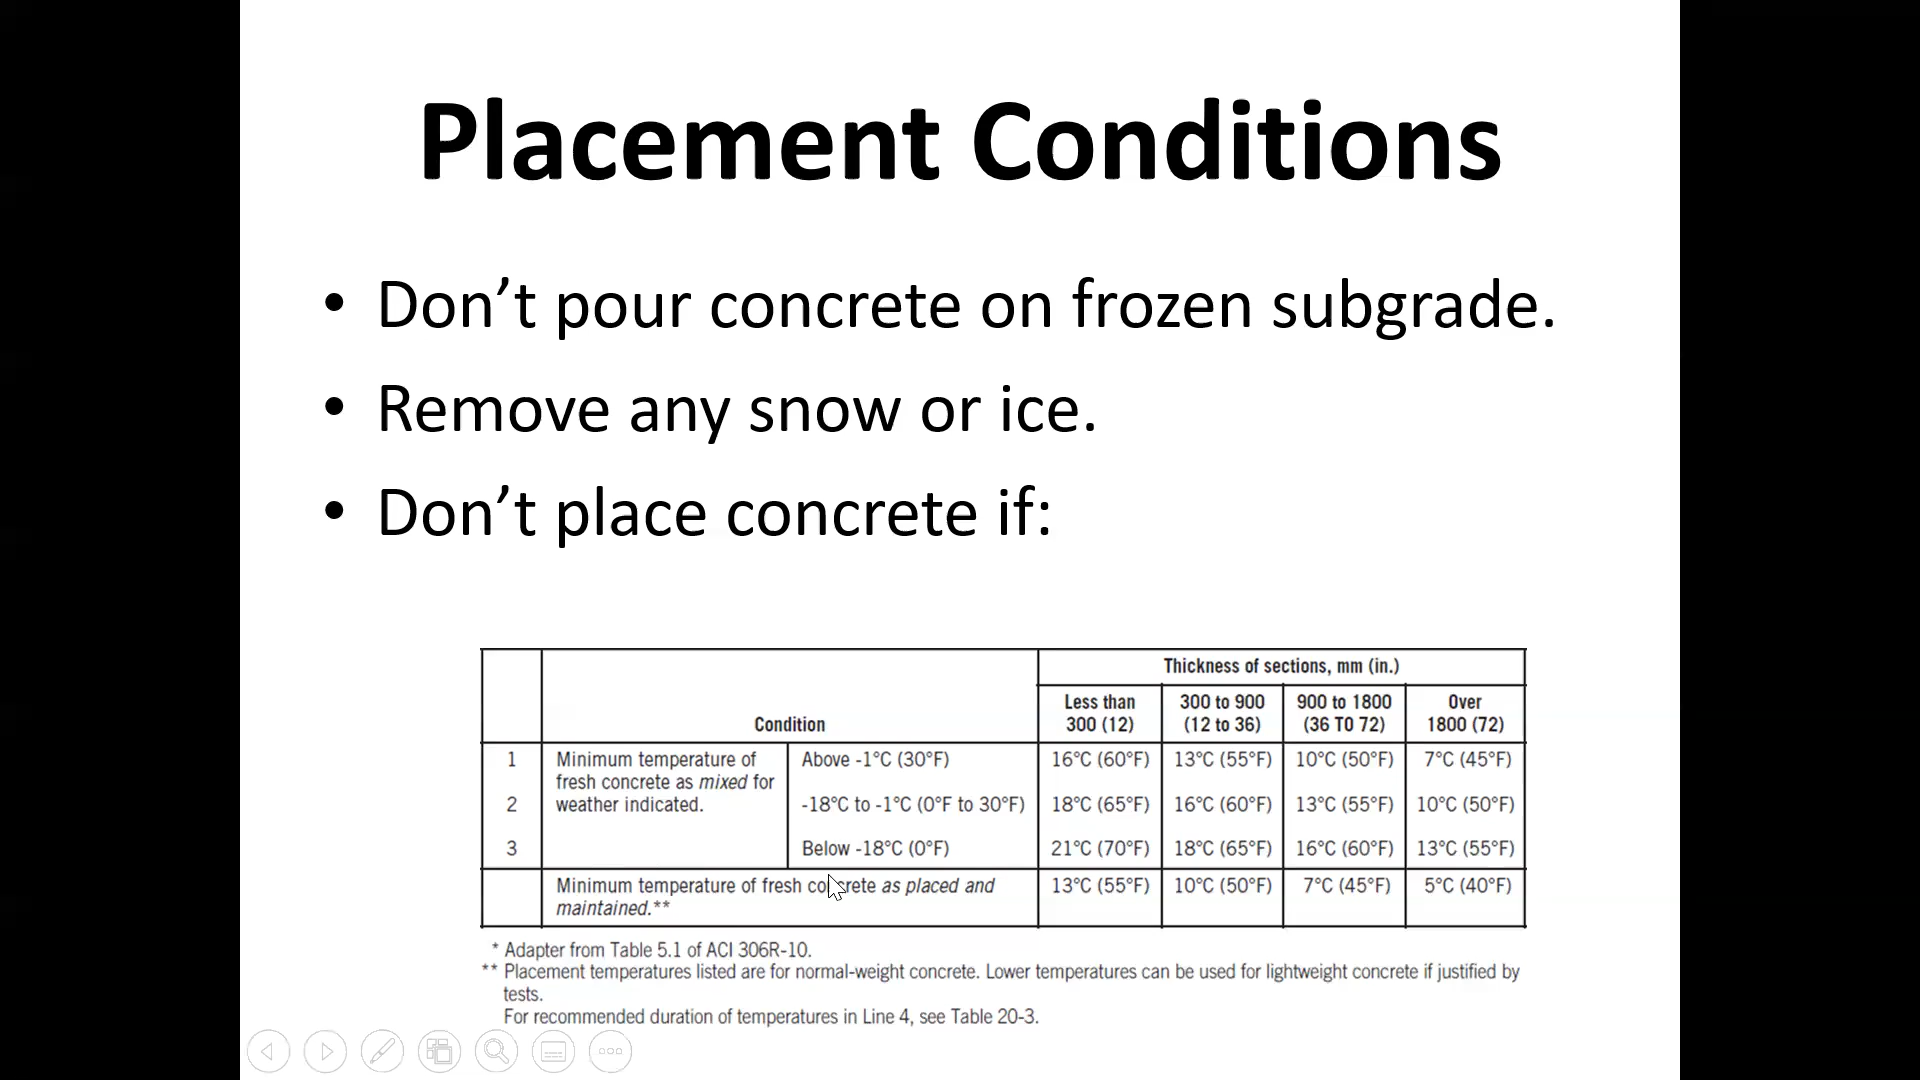 Placement Conditions
• Don’t pour concrete on frozen subgrade.
• Remove any snow or ice.
• Don’t place concrete if:
Thickness of sections, mm (in.)
Condition
Less than 300 (12)
300 to 900 (12 to 36)
900 to 1800 (36 TO 72)
Over 1800 (72)
1 Minimum temperature of Above -1°C (30°F) 16°C (60°F) 13°C (55°F) 10°C (50°F) 7°C (45°F)
fresh concrete as mixed for
2 weather indicated. -18°C to -1°C (0°F to 30°F) 18°C (65°F) 16°C (60°F) 13°C (55°F) 10°C (50°F)
3 Below -18°C (0°F) 21°C (70°F) 18°C (65°F) 16°C (60°F) 13°C (55°F)
Minimum temperature of fresh concrete as placed and 13°C (55°F) 10°C (50°F) 7°C (45°F) 5°C (40°F)
maintained.**
* Adapter from Table 5.1 of ACI 306R-10.
** Placement temperatures listed are for normal-weight concrete. Lower temperatures can be used for lightweight concrete if justified by
tests.
For recommended duration of temperatures in Line 4, see Table 20-3.